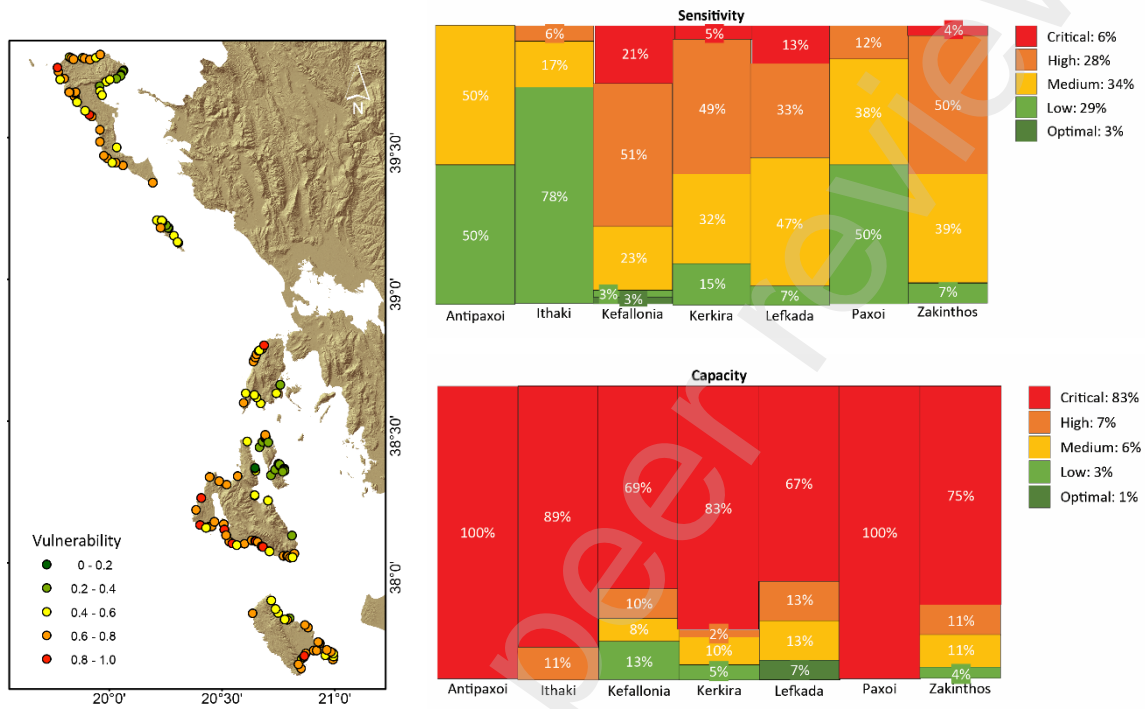 N
39°30'
39°0'
38°30'
38°0'
Vulnerability
0 - 0.2
0.2 - 0.4
0.4 - 0.6
0.6 - 0.8
0.8 - 1.0
20°0'
20°30'
21°0'
Sensitivity
50%
50%
6%
17%
78%
21%
51%
23%
3%
3%
5%
49%
32%
15%
13%
33%
47%
7%
12%
38%
50%
4%
50%
39%
7%
Antipaxoi
Ithaki
Kefallonia
Kerkira
Lefkada
Paxoi
Zakinthos
Critical: 6%
High: 28%
Medium: 34%
Low: 29%
Optimal: 3%
Capacity
100%
89%
11%
69%
10%
8%
13%
83%
2%
10%
5%
67%
13%
13%
7%
100%
75%
11%
11%
4%
Antipaxoi
Ithaki
Kefallonia
Kerkira
Lefkada
Paxoi
Zakinthos
Critical: 83%
High: 7%
Medium: 6%
Low: 3%
Optimal: 1%
peer review